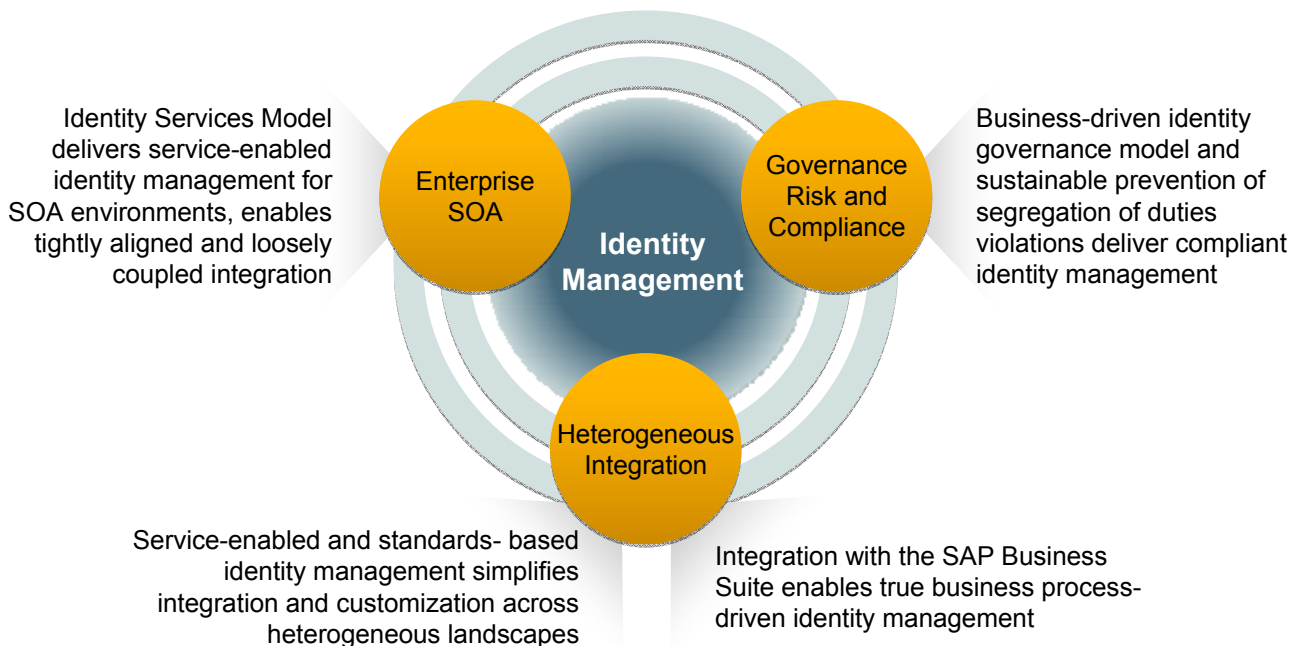 Identity Services Model
delivers service-enabled
identity management for
SOA environments, enables
tightly aligned and loosely
coupled integration
Enterprise
SOA
Identity
Management
Governance
Risk and
Compliance
Business-driven identity
governance model and
sustainable prevention of
segregation of duties
violations deliver compliant
identity management
Heterogeneous
Integration
Service-enabled and standards- based
identity management simplifies
integration and customization across
heterogeneous landscapes
Integration with the SAP Business
Suite enables true business process-
driven identity management